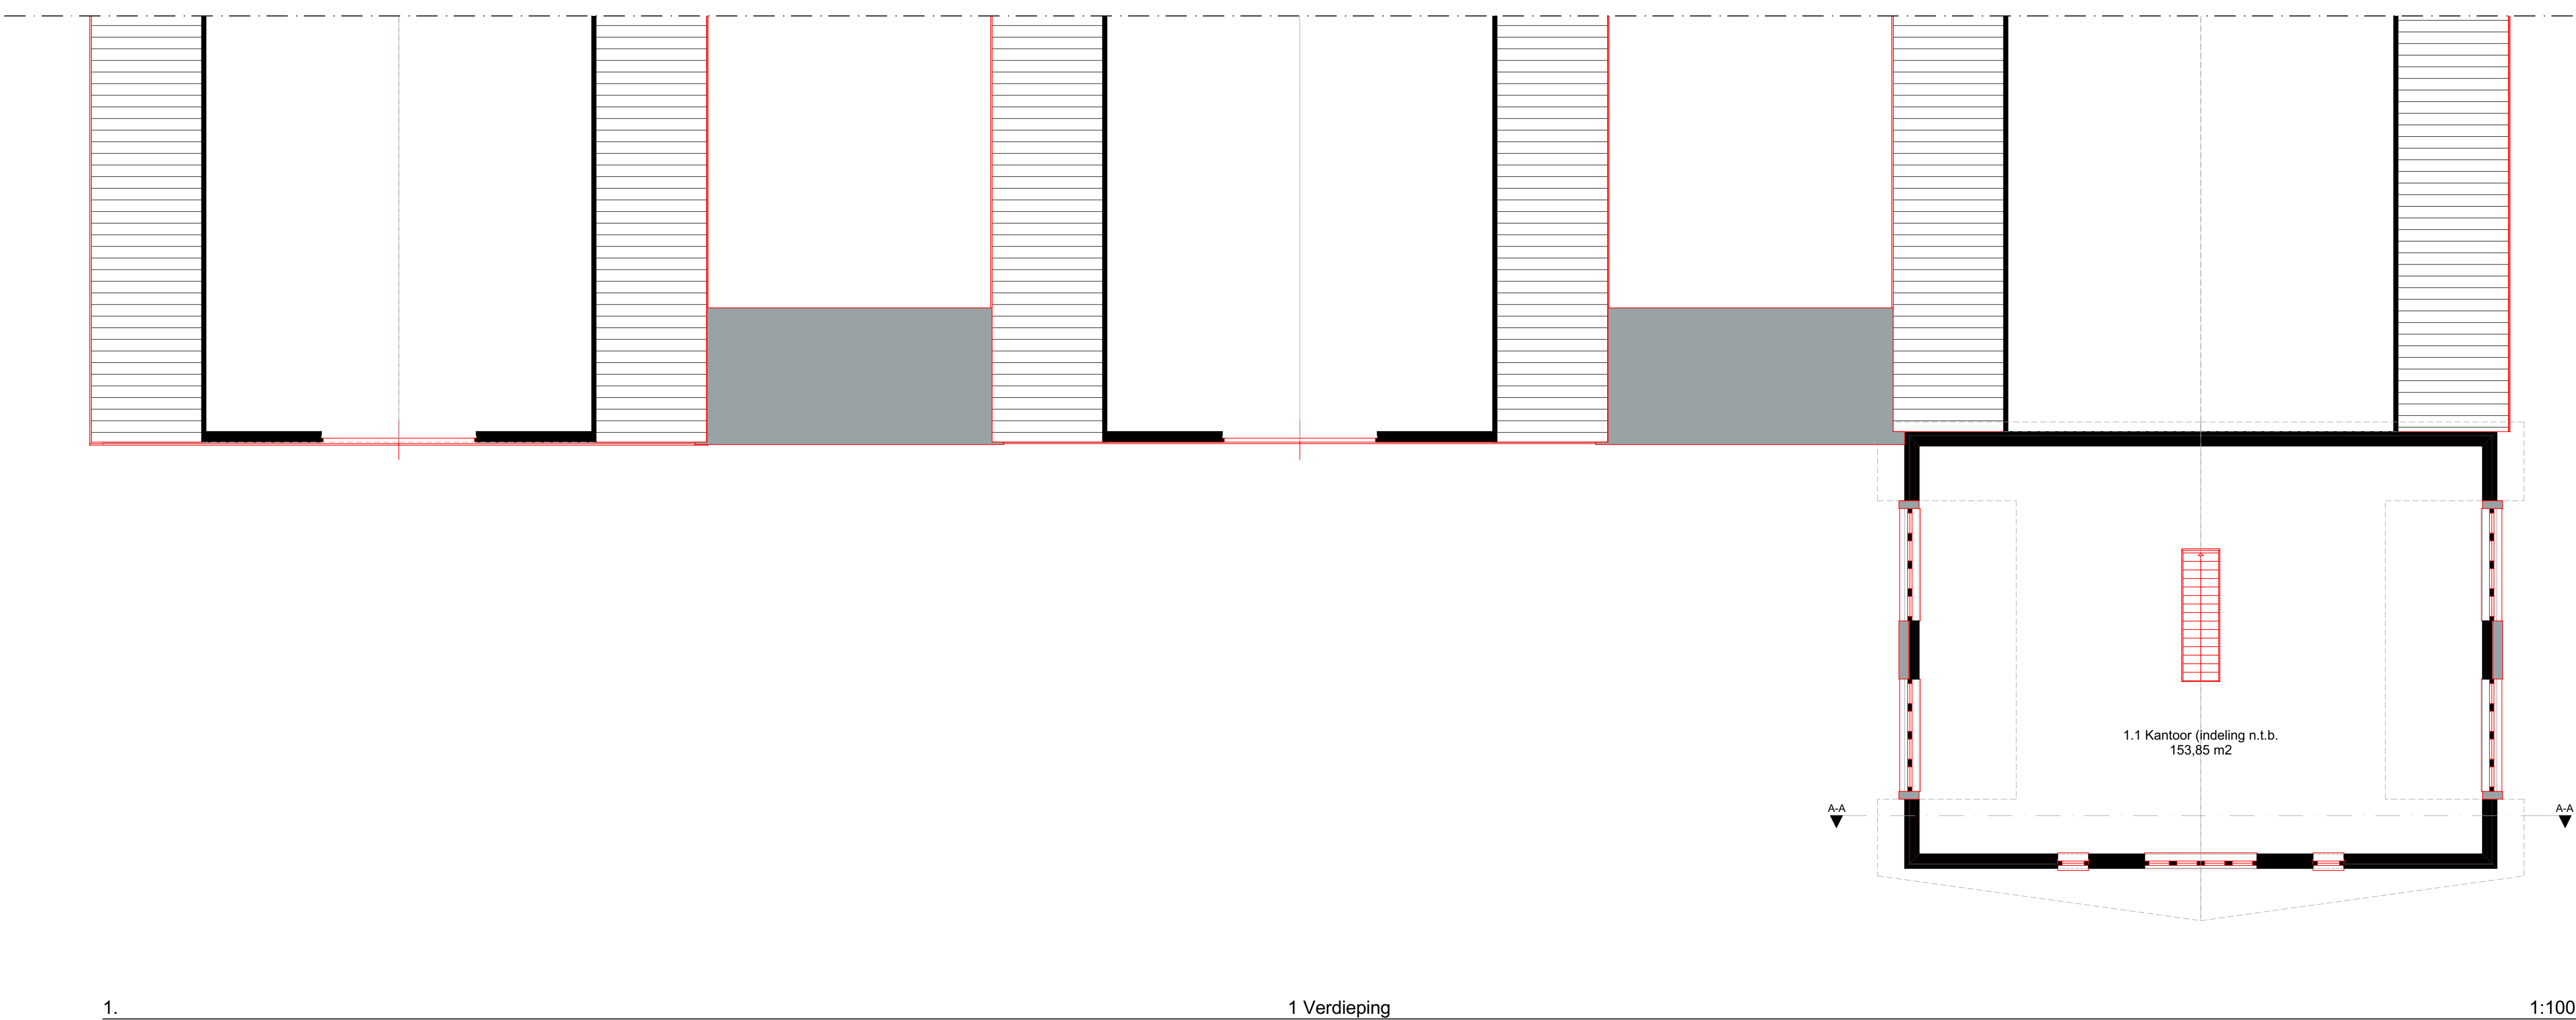 1.1 Kantoor (indeling n.t.b.
153,85 m2
A-A
A-A
1.
1 Verdieping
1:100